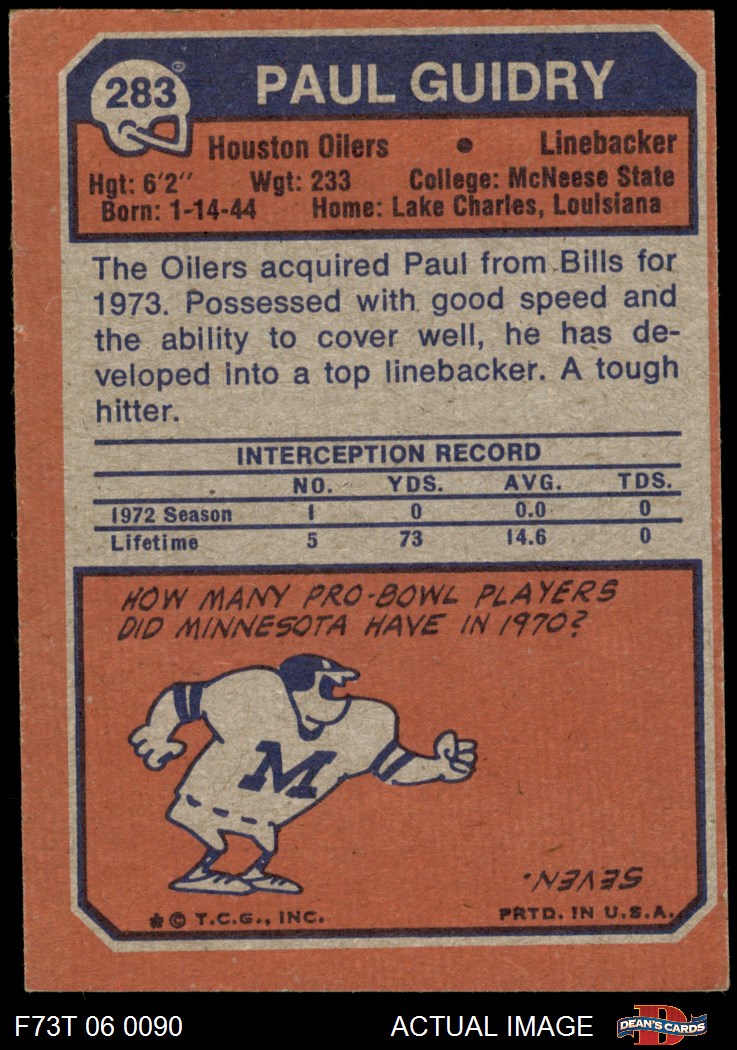 283
®
PAUL GUIDRY
Houston Oilers • Linebacker
Hgt: 6'2" Wgt: 233 College: McNeese State
Born: 1-14-44 Home: Lake Charles, Louisiana
The Oilers acquired Paul from Bills for
1973. Possessed with good speed and
the ability to cover well, he has de-
veloped into a top linebacker. A tough
hitter.
INTERCEPTION RECORD
NO. YDS. AVG. TDS.
1972 Season 1 0 0.0 0
Lifetime 5 73 14.6 0
HOW MANY PRO-BOWL PLAYERS
DID MINNESOTA HAVE IN 1970?
M
SEVEN.
* © T.C.G., INC. PRTD. IN U.S.A.
F73T 06 0090 ACTUAL IMAGE DEAN'S CARDS